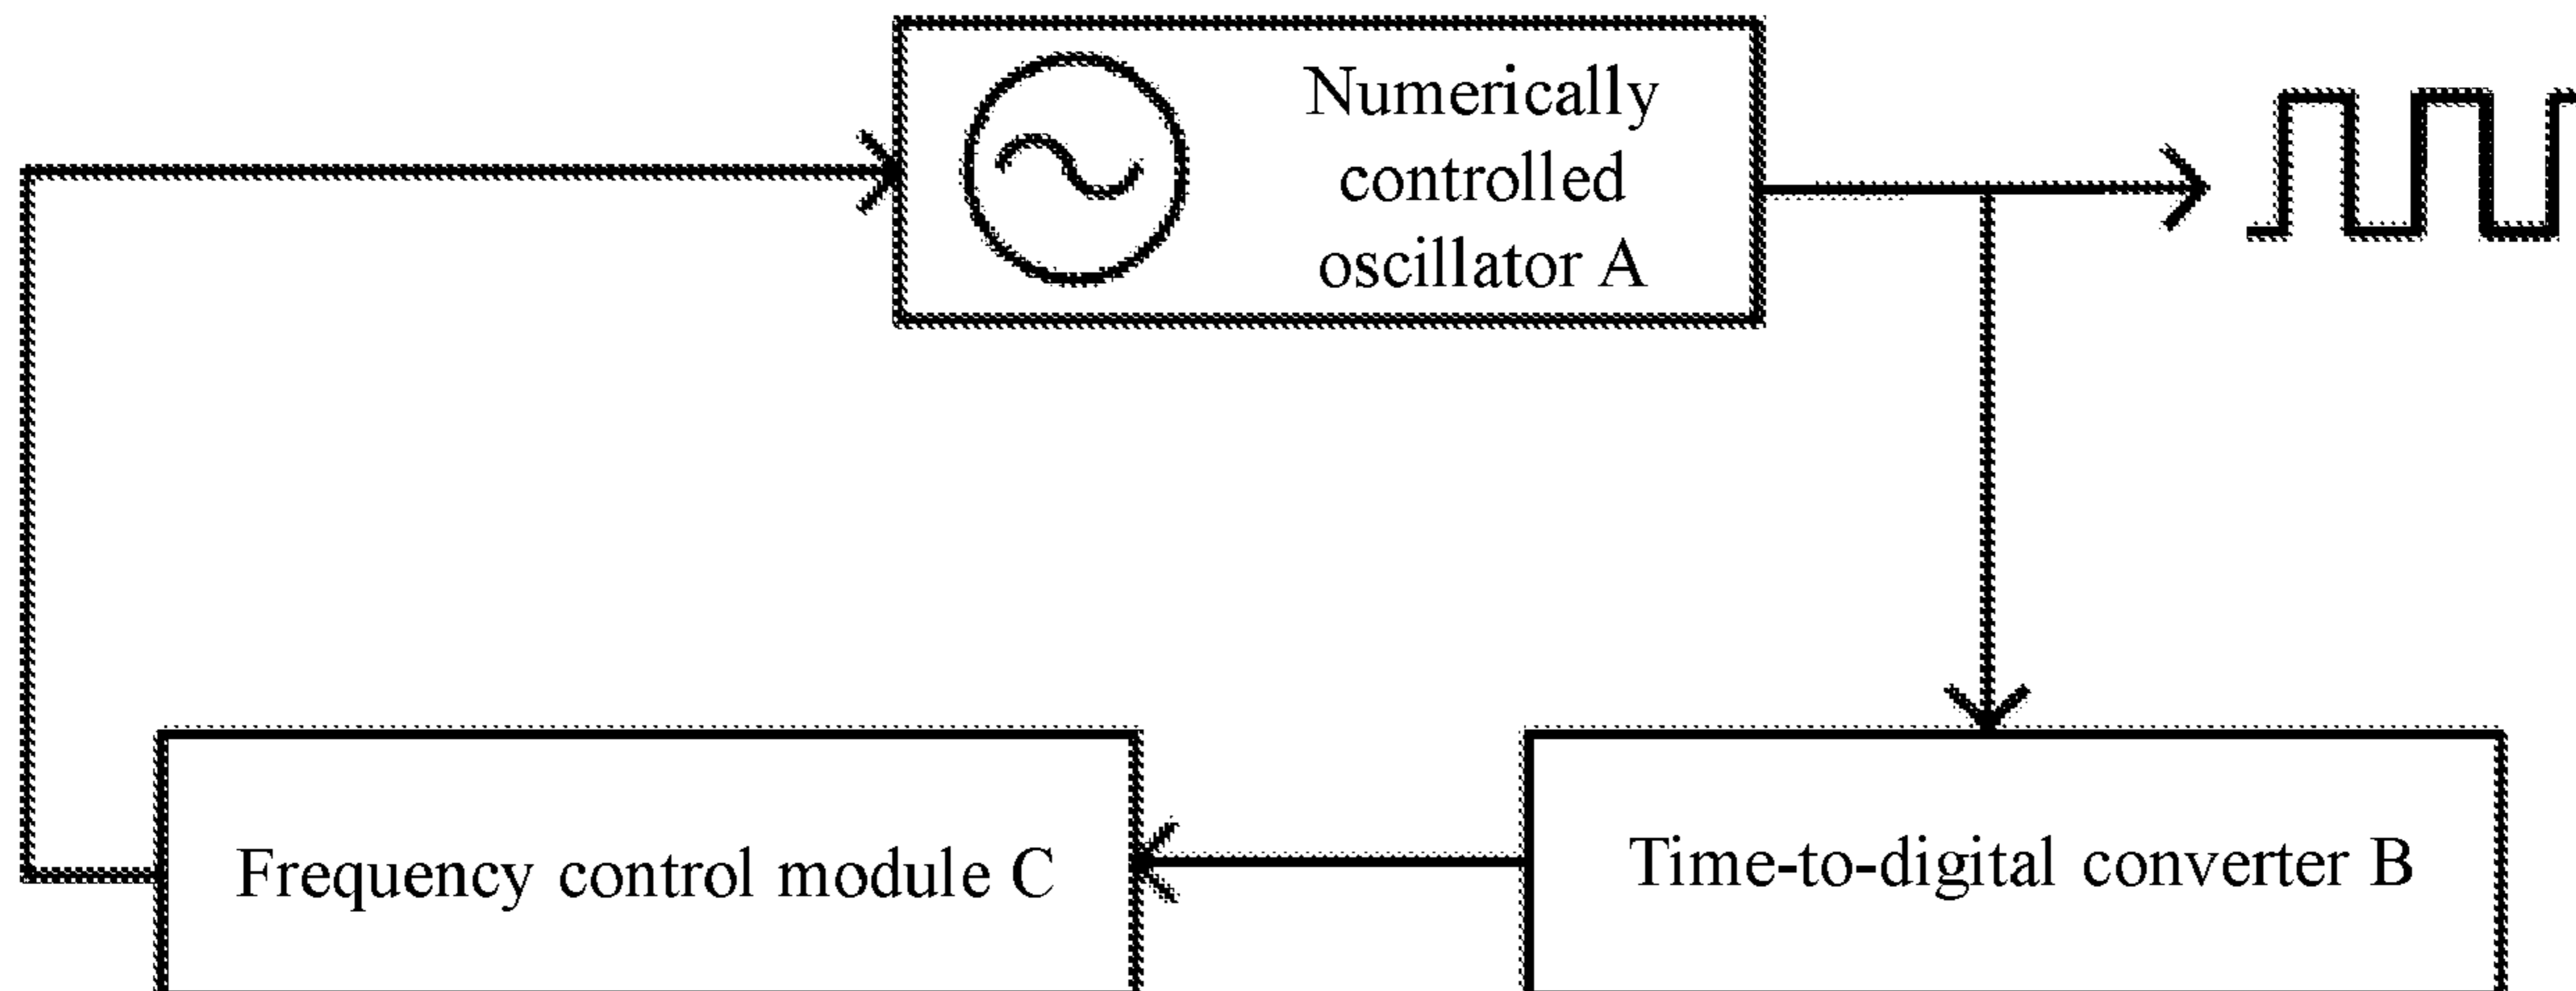 Numerically
controlled
oscillator A
Frequency control module C
Time-to-digital converter B